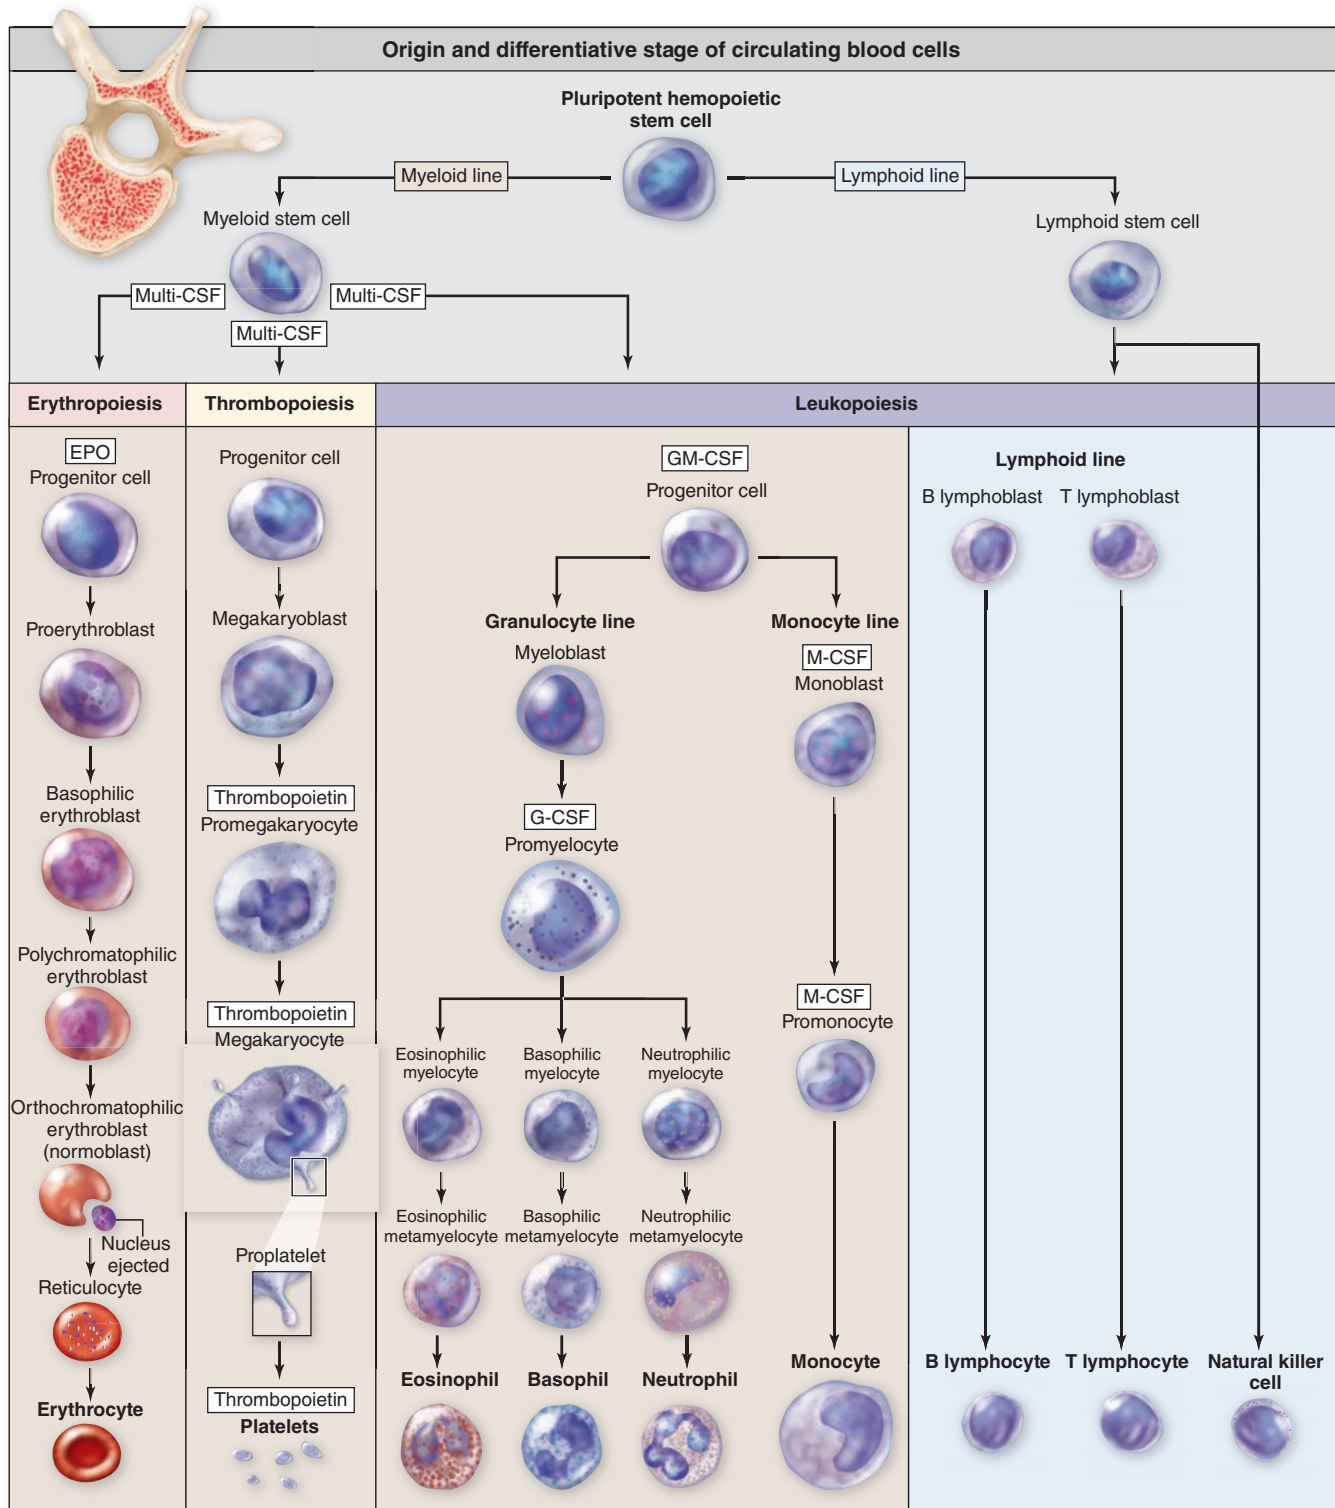 Origin and differentiative stage of circulating blood cells
Pluripotent hemopoietic
stem cell
Myeloid line
Lymphoid line
Myeloid stem cell
Lymphoid stem cell
Multi-CSF
Multi-CSF
Multi-CSF
Erythropoiesis
Thrombopoiesis
Leukopoiesis
EPO
Progenitor cell
Proerythroblast
Basophilic
erythroblast
Polychromatophilic
erythroblast
Orthochromatophilic
erythroblast
(normoblast)
Nucleus
ejected
Reticulocyte
Erythrocyte
Progenitor cell
Megakaryoblast
Thrombopoietin
Promegakaryocyte
Thrombopoietin
Megakaryocyte
Proplatelet
Thrombopoietin
Platelets
GM-CSF
Progenitor cell
Granulocyte line
Myeloblast
G-CSF
Promyelocyte
Eosinophilic
myelocyte
Basophilic
myelocyte
Neutrophilic
myelocyte
Eosinophilic
metamyelocyte
Basophilic
metamyelocyte
Neutrophilic
metamyelocyte
Eosinophil
Basophil
Neutrophil
Monocyte line
M-CSF
Monoblast
M-CSF
Promonocyte
Monocyte
Lymphoid line
B lymphoblast
T lymphoblast
B lymphocyte
T lymphocyte
Natural killer
cell